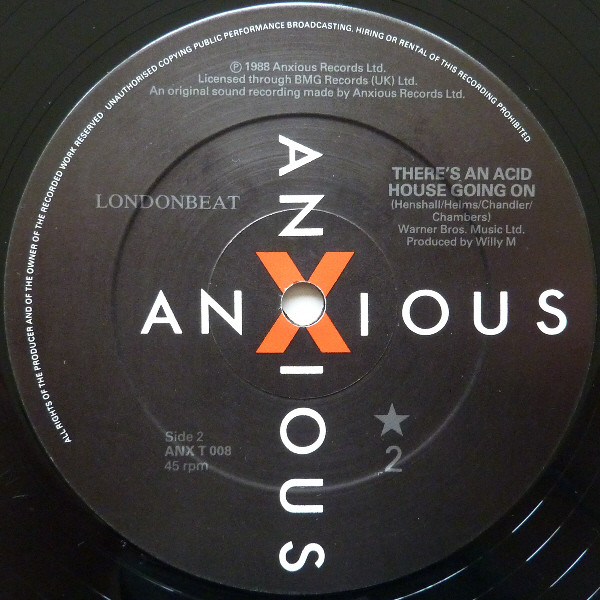 ALL RIGHTS OF THE PRODUCER AND OF THE OWNER OF THE RECORDED WORK RESERVED UNAUTHORISED COPYING PUBLIC PERFORMANCE BROADCASTING. HIRING OR RENTAL OF THIS RECORDING PROHIBITED
℗ 1988 Anxious Records Ltd.
Licensed through BMG Records (UK) Ltd.
An original sound recording made by Anxious Records Ltd.
LONDONBEAT
THERE'S AN ACID
HOUSE GOING ON
(Henshall/Helms/Chandler/
Chambers)
Warner Bros. Music Ltd.
Produced by Willy M
ANXIOUS
ANXIOUS
Side 2
ANX T 008
45 rpm
★
2